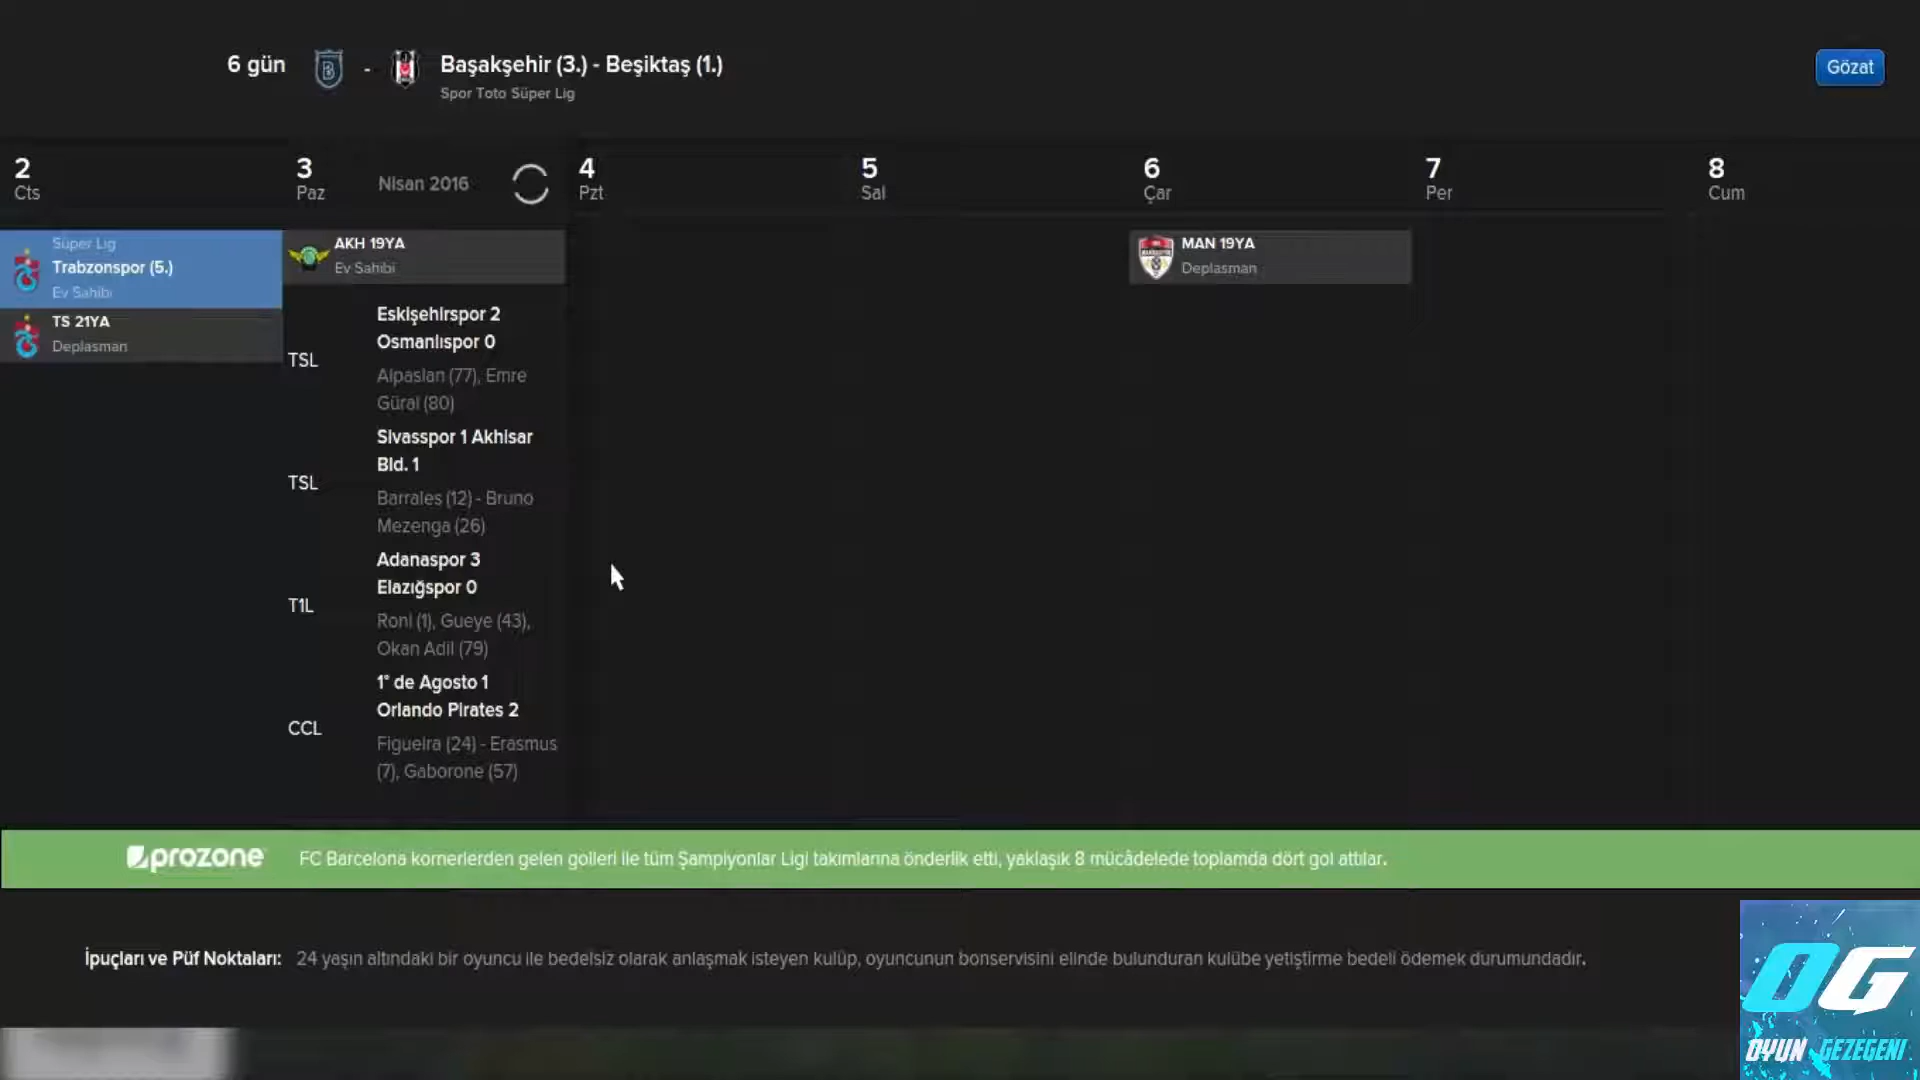 6 gün
-
Başakşehir (3.) - Beşiktaş (1.)
Spor Toto Süper Lig
Gözat
2
Cts
3
Paz
Nisan 2016
4
Pzt
5
Sal
6
Çar
7
Per
8
Cum
Süper Lig
Trabzonspor (5.)
Ev Sahibi
TS 21YA
Deplasman
AKH 19YA
Ev Sahibi
MAN 19YA
Deplasman
TSL
Eskişehirspor 2
Osmanlıspor 0
Alpaslan (77), Emre
Güral (80)
TSL
Sivasspor 1 Akhisar
Bld. 1
Barrales (12) - Bruno
Mezenga (26)
T1L
Adanaspor 3
Elazığspor 0
Roni (1), Gueye (43),
Okan Adil (79)
CCL
1° de Agosto 1
Orlando Pirates 2
Figueira (24) - Erasmus
(7), Gaborone (57)
prozone
FC Barcelona kornerlerden gelen golleri ile tüm Şampiyonlar Ligi takımlarına önderlik etti, yaklaşık 8 mücâdelede toplamda dört gol attılar.
İpuçları ve Püf Noktaları: 24 yaşın altındaki bir oyuncu ile bedelsiz olarak anlaşmak isteyen kulüp, oyuncunun bonservisini elinde bulunduran kulübe yetiştirme bedeli ödemek durumundadır.
OG
OYUN GEZEGENI